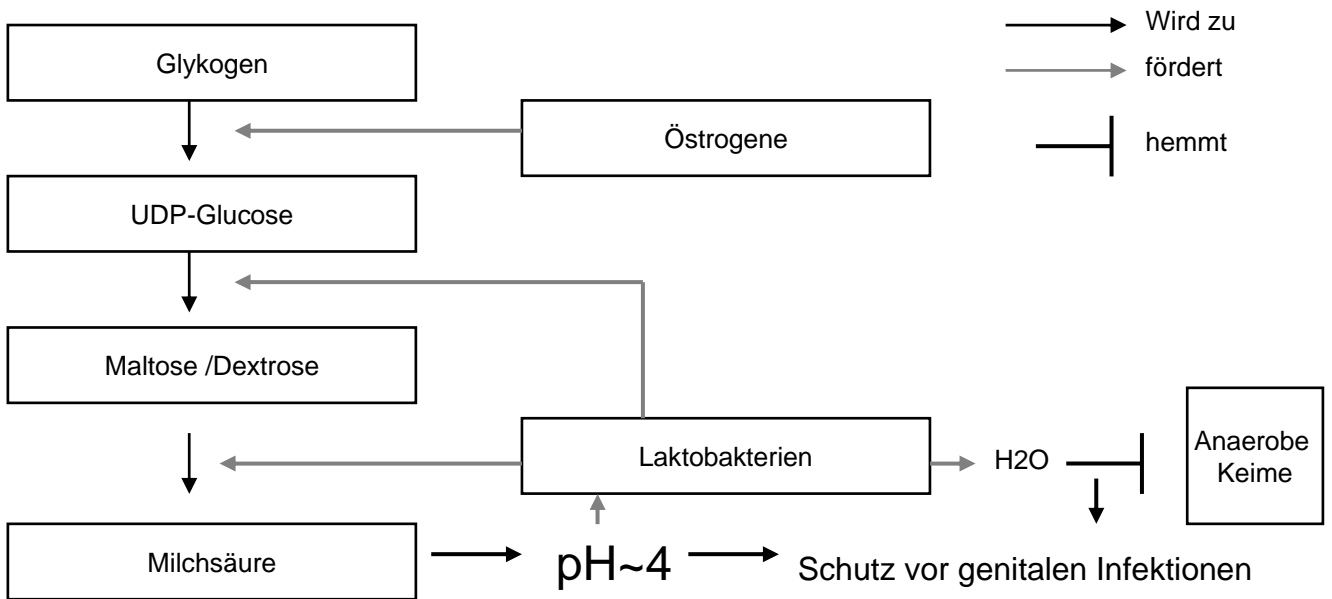 Wird zu
Glykogen
fördert
Östrogene
hemmt
UDP-Glucose
Maltose /Dextrose
Laktobakterien
H2O
Anaerobe
Keime
Milchsäure
pH~4
Schutz vor genitalen Infektionen